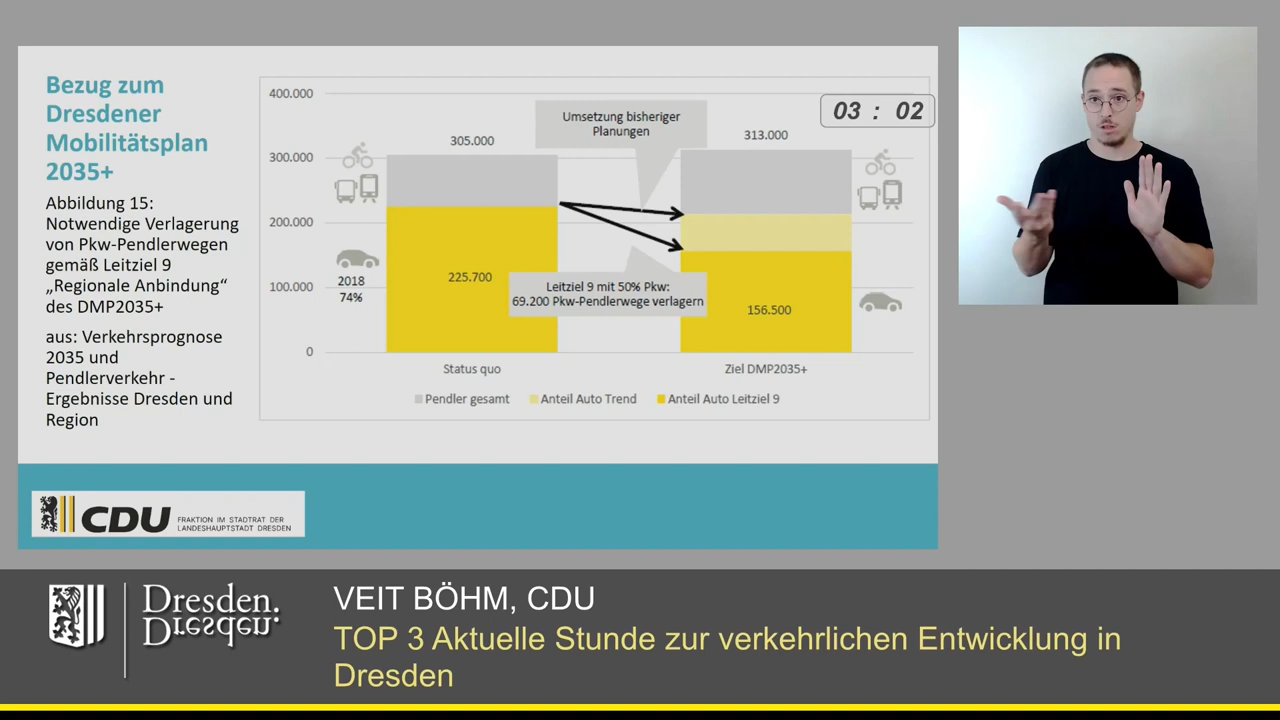 Bezug zum
Dresdener
Mobilitätsplan
2035+
Abbildung 15:
Notwendige Verlagerung
von Pkw-Pendlerwegen
gemäß Leitziel 9
„Regionale Anbindung“
des DMP2035+
aus: Verkehrsprognose
2035 und
Pendlerverkehr -
Ergebnisse Dresden und
Region
400.000
300.000
200.000
100.000
0
305.000
Umsetzung bisheriger
Planungen
03 : 02
313.000
2018
74%
225.700
Leitziel 9 mit 50% Pkw:
69.200 Pkw-Pendlerwege verlagern
156.500
Status quo
Ziel DMP2035+
Pendler gesamt
Anteil Auto Trend
Anteil Auto Leitziel 9
CDU
FRAKTION IM STADTRAT DER
LANDESHAUPTSTADT DRESDEN
Dresden.
Dresden.
VEIT BÖHM, CDU
TOP 3 Aktuelle Stunde zur verkehrlichen Entwicklung in
Dresden